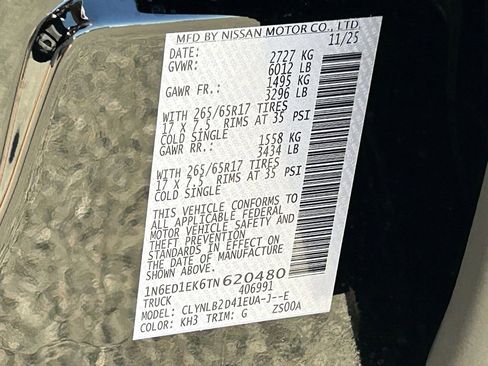 MFD BY NISSAN MOTOR CO., LTD.
DATE: 11/25
GVWR: 2727 KG
6012 LB
GAWR FR.: 1495 KG
3296 LB
WITH 265/65R17 TIRES
17 X 7.5 RIMS AT 35 PSI
COLD SINGLE
GAWR RR.: 1558 KG
3434 LB
WITH 265/65R17 TIRES
17 X 7.5 RIMS AT 35 PSI
COLD SINGLE
THIS VEHICLE CONFORMS TO
ALL APPLICABLE FEDERAL
MOTOR VEHICLE SAFETY AND
THEFT PREVENTION
STANDARDS IN EFFECT ON
THE DATE OF MANUFACTURE
SHOWN ABOVE.
1N6ED1EK6TN620480
TRUCK 406991
MODEL: CLYNLB2D41EUA-J--E
COLOR: KH3 TRIM: G ZS00A